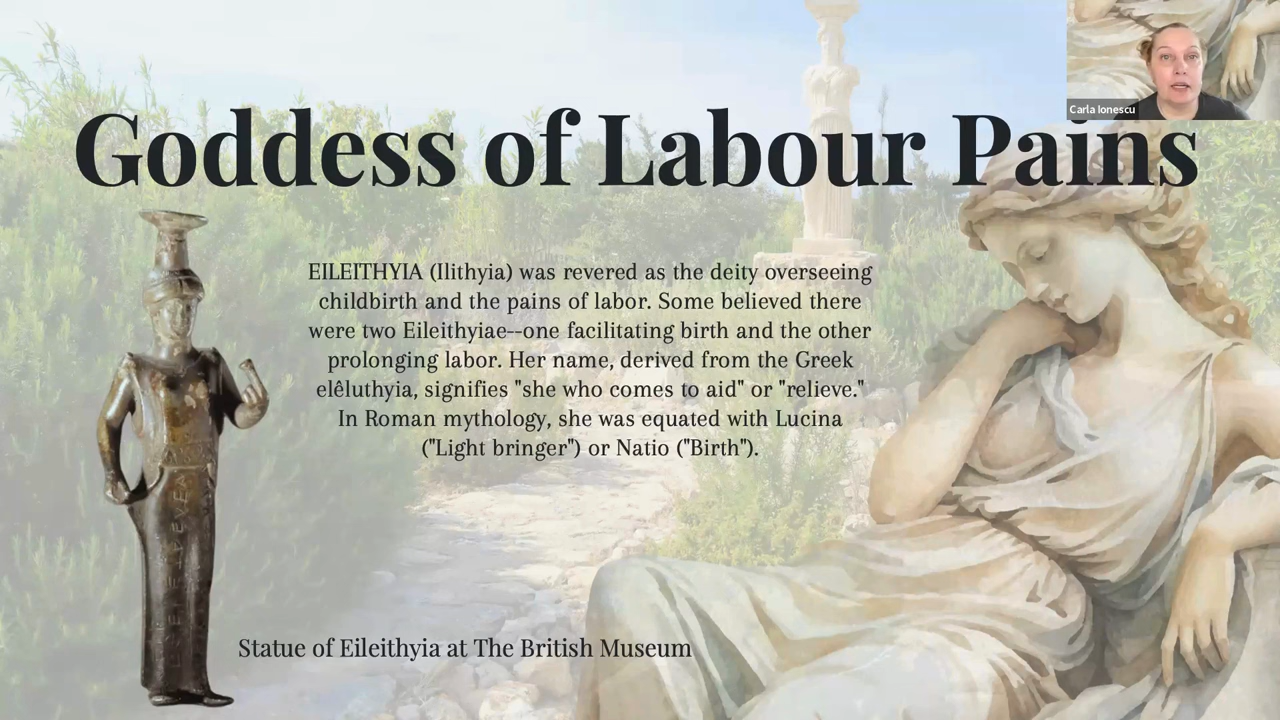 Carla Ionescu
Goddess of Labour Pains
EILEITHYIA (Ilithyia) was revered as the deity overseeing
childbirth and the pains of labor. Some believed there
were two Eileithyiae--one facilitating birth and the other
prolonging labor. Her name, derived from the Greek
elêluthyia, signifies "she who comes to aid" or "relieve."
In Roman mythology, she was equated with Lucina
("Light bringer") or Natio ("Birth").
Statue of Eileithyia at The British Museum